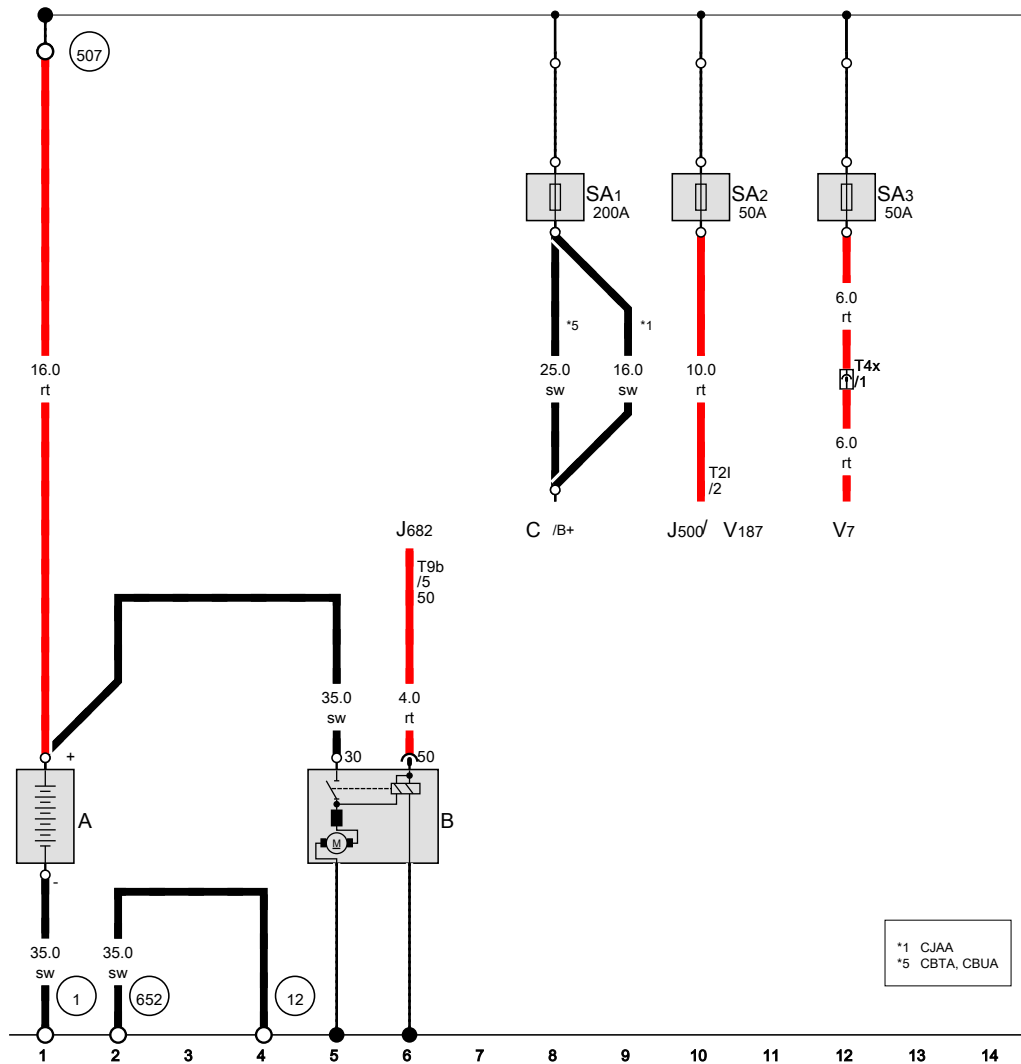 507
SA1
200A
SA2
50A
SA3
50A
6.0
rt
*5
*1
16.0
rt
25.0
sw
16.0
sw
10.0
rt
T4x
/1
6.0
rt
T2l
/2
J682
C /B+
J500/ V187
V7
T9b
/5
50
35.0
sw
4.0
rt
+
30
50
A
M
B
-
35.0
sw
35.0
sw
1
652
12
*1 CJAA
*5 CBTA, CBUA
1 2 3 4 5 6 7 8 9 10 11 12 13 14